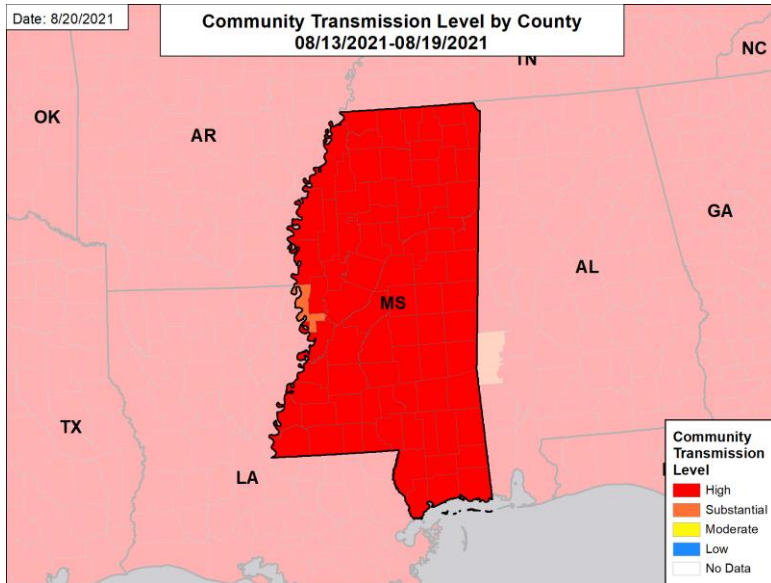 Date: 8/20/2021
Community Transmission Level by County
08/13/2021-08/19/2021
TN
NC
OK
AR
GA
AL
MS
TX
LA
Community
Transmission
Level
High
Substantial
Moderate
Low
No Data